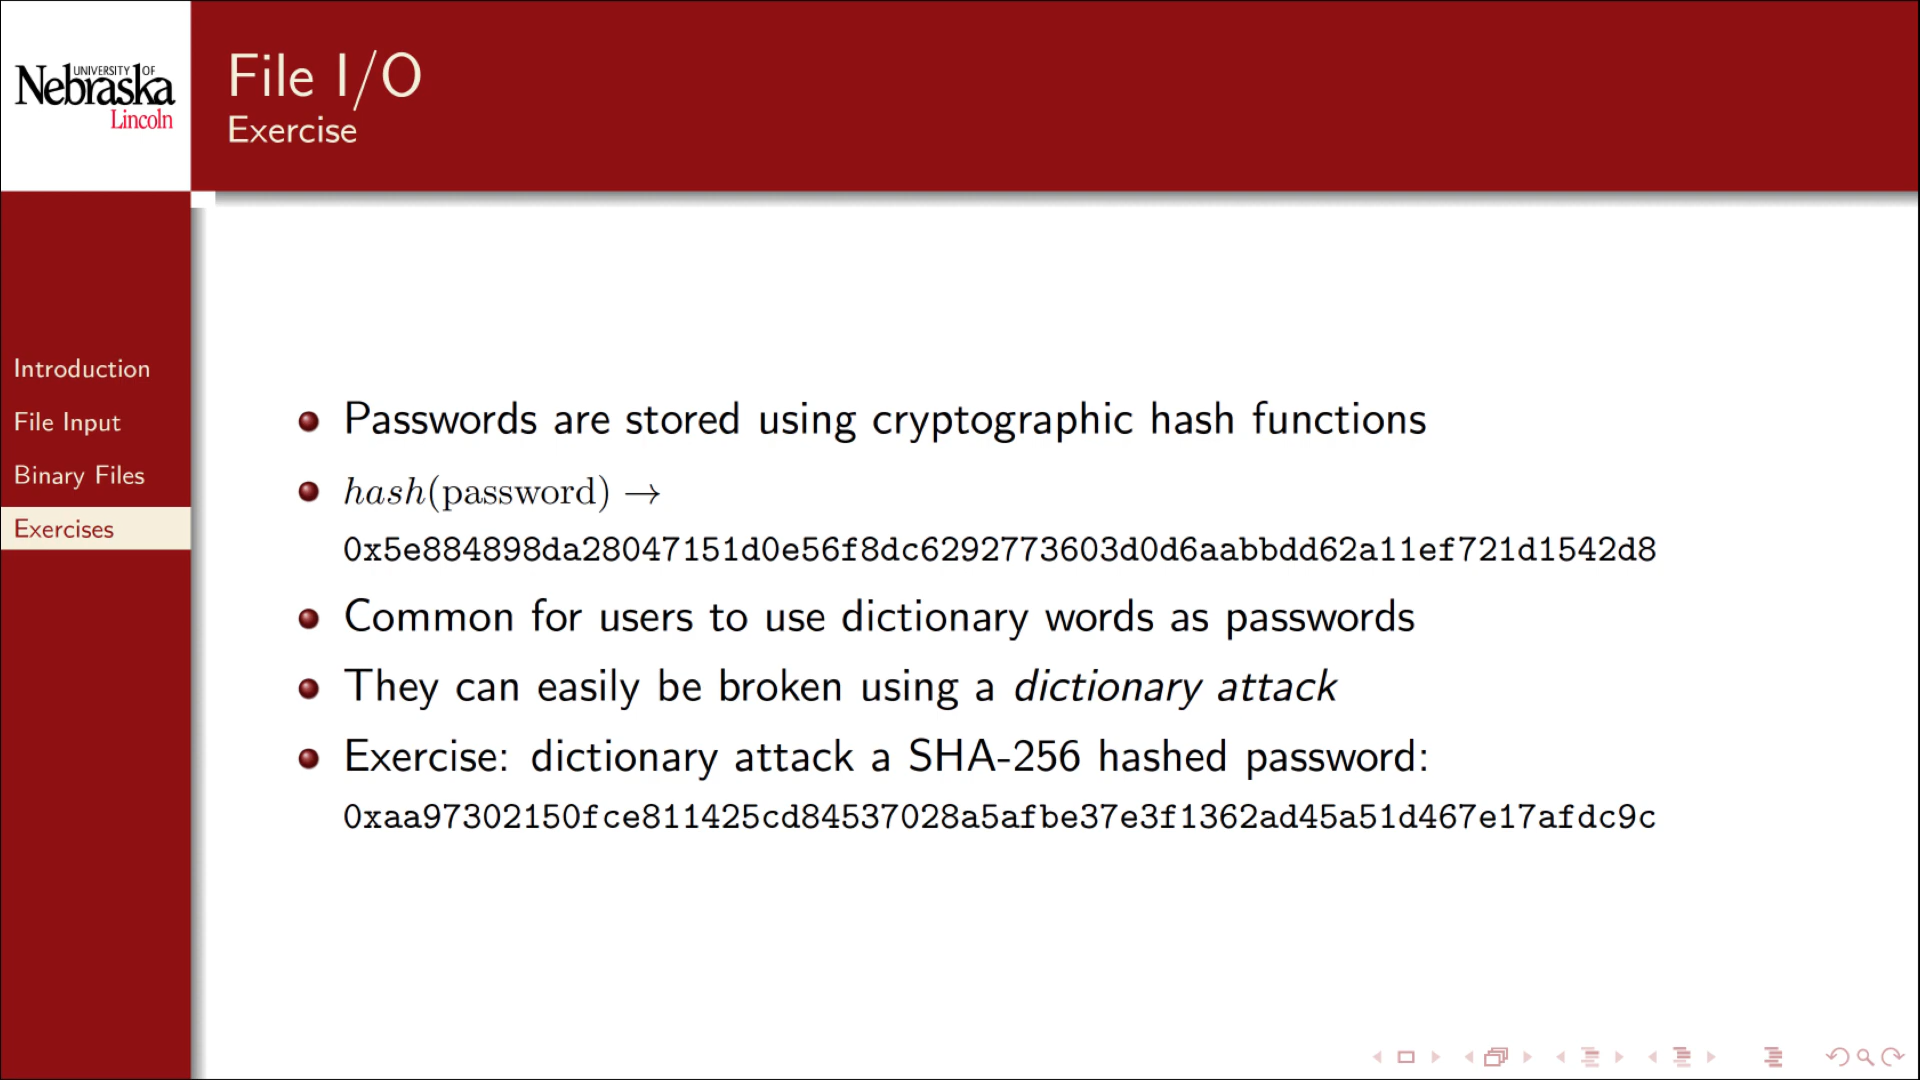 UNIVERSITY OF
Nebraska
Lincoln
File I/O
Exercise
Introduction
File Input
Binary Files
Exercises
Passwords are stored using cryptographic hash functions
hash(password) →
0x5e884898da28047151d0e56f8dc6292773603d0d6aabbdd62a11ef721d1542d8
Common for users to use dictionary words as passwords
They can easily be broken using a dictionary attack
Exercise: dictionary attack a SHA-256 hashed password:
0xaa97302150fce811425cd84537028a5afbe37e3f1362ad45a51d467e17afdc9c